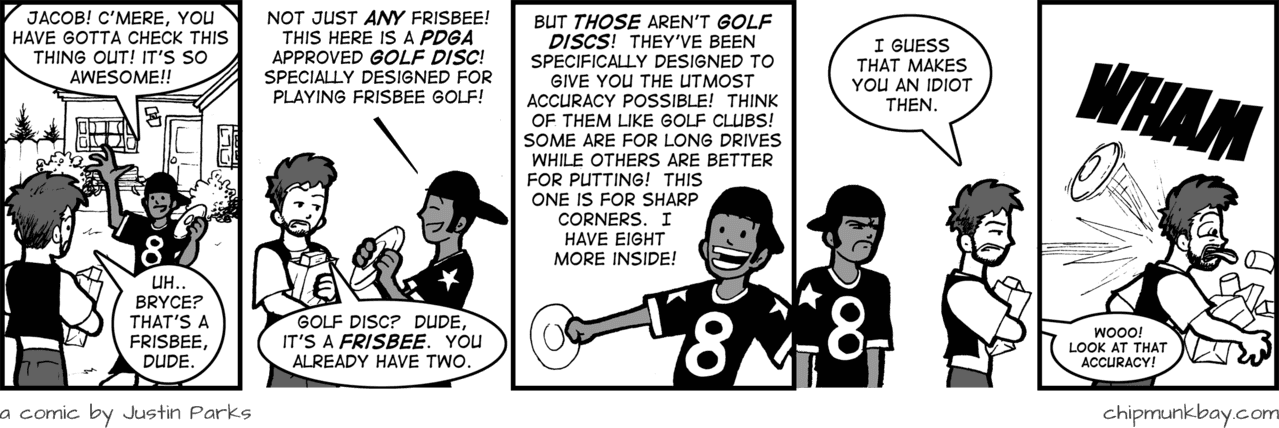 JACOB! C'MERE, YOU
HAVE GOTTA CHECK THIS
THING OUT! IT'S SO
AWESOME!!
UH..
BRYCE?
THAT'S A
FRISBEE,
DUDE.
8
NOT JUST ANY FRISBEE!
THIS HERE IS A PDGA
APPROVED GOLF DISC!
SPECIALLY DESIGNED FOR
PLAYING FRISBEE GOLF!
GOLF DISC? DUDE,
IT'S A FRISBEE. YOU
ALREADY HAVE TWO.
BUT THOSE AREN'T GOLF
DISCS! THEY'VE BEEN
SPECIFICALLY DESIGNED TO
GIVE YOU THE UTMOST
ACCURACY POSSIBLE! THINK
OF THEM LIKE GOLF CLUBS!
SOME ARE FOR LONG DRIVES
WHILE OTHERS ARE BETTER
FOR PUTTING! THIS
ONE IS FOR SHARP
CORNERS. I
HAVE EIGHT
MORE INSIDE!
8
I GUESS
THAT MAKES
YOU AN IDIOT
THEN.
8
WHAM
WOOO!
LOOK AT THAT
ACCURACY!
a comic by Justin Parks
chipmunkbay.com